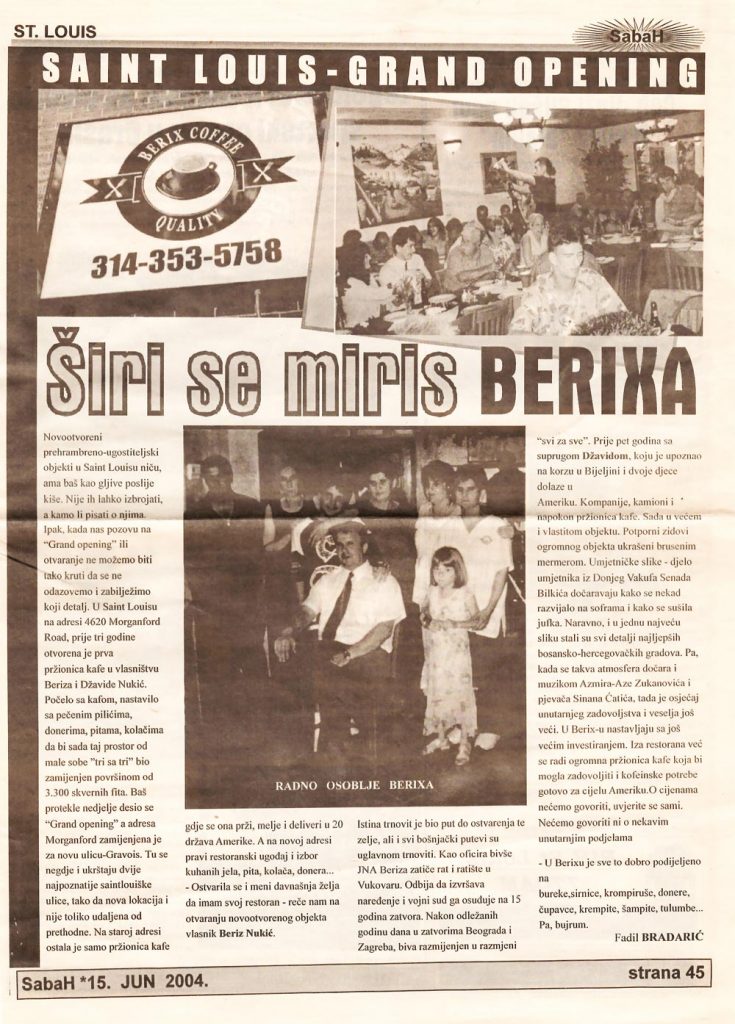 ST. LOUIS
SabaH
SAINT LOUIS-GRAND OPENING
BERIX COFFEE
QUALITY
314-353-5758
Širi se miris BERIXA
Novootvoreni
prehrambreno-ugostiteljski
objekti u Saint Louisu niču,
ama baš kao gljive poslije
kiše. Nije ih lahko izbrojati,
a kamo li pisati o njima.
Ipak, kada nas pozovu na
“Grand opening” ili
otvaranje ne možemo biti
tako kruti da se ne
odazovemo i zabilježimo
koji detalj. U Saint Louisu
na adresi 4620 Morganford
Road, prije tri godine
otvorena je prva
pržionica kafe u vlasništvu
Beriza i Džavide Nukić.
Počelo sa kafom, nastavilo
sa pečenim pilićima,
donerima, pitama, kolačima
da bi sada taj prostor od
male sobe ”tri sa tri” bio
zamijenjen površinom od
3.300 skvernih fita. Baš
protekle nedjelje desio se
“Grand opening” a adresa
Morganford zamijenjena je
za novu ulicu-Gravois. Tu se
negdje i ukrštaju dvije
najpoznatije saintlouiške
ulice, tako da nova lokacija i
nije toliko udaljena od
prethodne. Na staroj adresi
ostala je samo pržionica kafe
RADNO OSOBLJE BERIXA
gdje se ona prži, melje i deliveri u 20
država Amerike. A na novoj adresi
pravi restoranski ugođaj i izbor
kuhanih jela, pita, kolača, donera...
- Ostvarila se i meni davnašnja želja
da imam svoj restoran - reče nam na
otvaranju novootvorenog objekta
vlasnik Beriz Nukić.
Istina trnovit je bio put do ostvarenja te
zelje, ali i svi bošnjački putevi su
uglavnom trnoviti. Kao oficira bivše
JNA Beriza zatiče rat i ratište u
Vukovaru. Odbija da izvršava
naredenje i vojni sud ga osuđuje na 15
godina zatvora. Nakon odležanih
godinu dana u zatvorima Beograda i
Zagreba, biva razmijenjen u razmjeni
“svi za sve”. Prije pet godina sa
suprugom Džavidom, koju je upoznao
na korzu u Bijeljini i dvoje djece
dolaze u
Ameriku. Kompanije, kamioni i
napokon pržionica kafe. Sada u većem
i vlastitom objektu. Potporni zidovi
ogromnog objekta ukrašeni brusenim
mermerom. Umjetničke slike - djelo
umjetnika iz Donjeg Vakufa Senada
Bilkića dočaravaju kako se nekad
razvijalo na soframa i kako se sušila
jufka. Naravno, i u jednu najveću
sliku stali su svi detalji najljepših
bosansko-hercegovačkih gradova. Pa,
kada se takva atmosfera dočara i
muzikom Azmira-Aze Zukanovića i
pjevača Sinana Ćatića, tada je osjećaj
unutarnjeg zadovoljstva i veselja još
veći. U Berix-u nastavljaju sa još
većim investiranjem. Iza restorana već
se radi ogromna pržionica kafe koja bi
mogla zadovoljiti i kofeinske potrebe
gotovo za cijelu Ameriku.O cijenama
nećemo govoriti, uvjerite se sami.
Nećemo govoriti ni o nekavim
unutarnjim podjelama
- U Berixu je sve to dobro podijeljeno
na
bureke,sirnice, krompiruše, donere,
čupavce, krempite, šampite, tulumbe...
Pa, bujrum.
Fadil BRADARIĆ
SabaH *15. JUN 2004.
strana 45